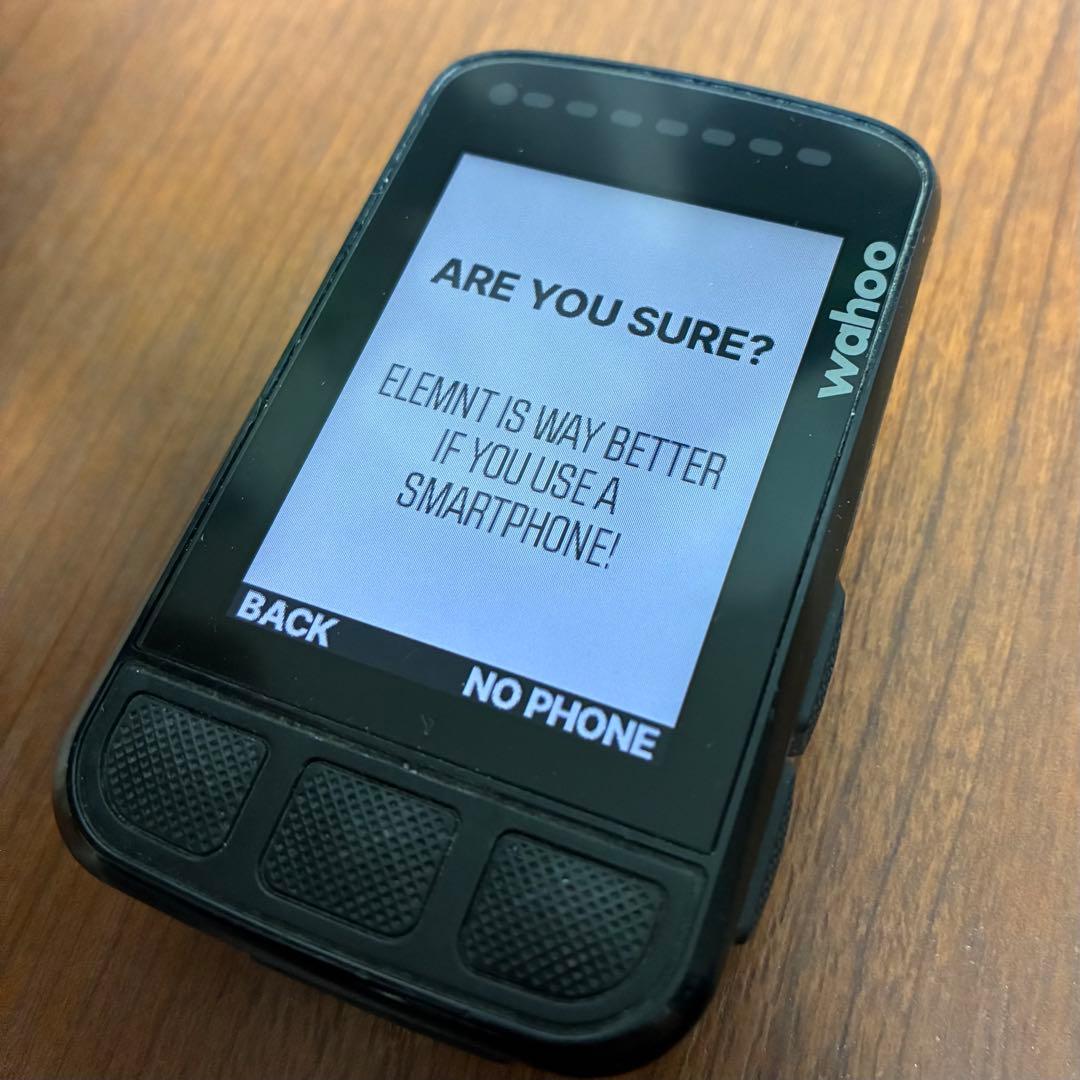 wahoo
ARE YOU SURE?
ELEMNT IS WAY BETTER
IF YOU USE A
SMARTPHONE!
BACK
NO PHONE